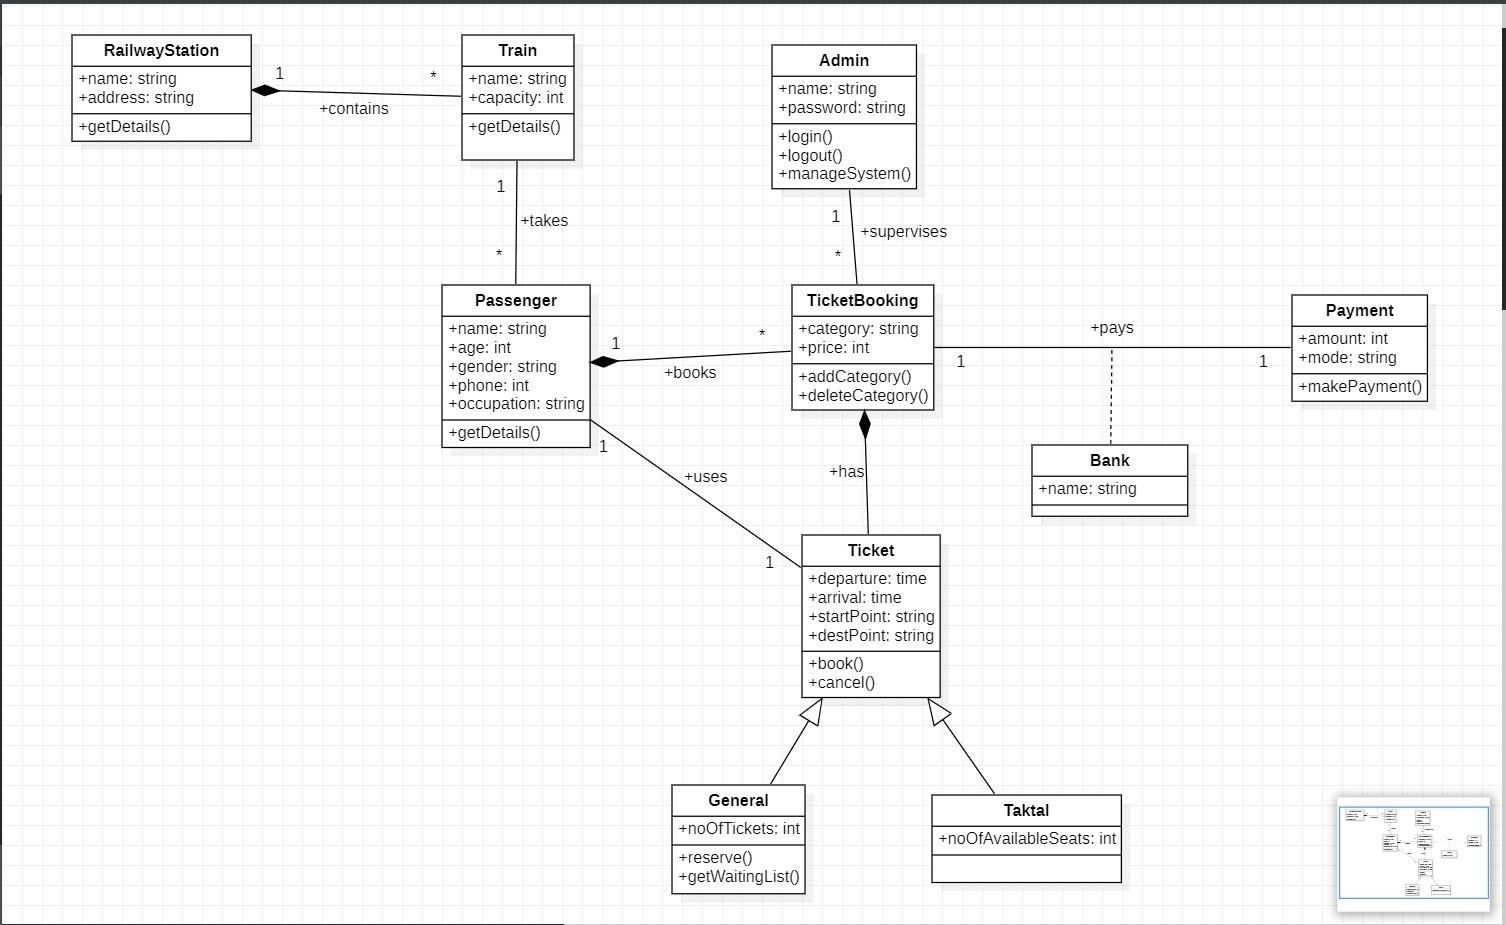 RailwayStation
+name: string
+address: string
+getDetails()
1
*
+contains
Train
+name: string
+capacity: int
+getDetails()
Admin
+name: string
+password: string
+login()
+logout()
+manageSystem()
1
+takes
*
1
+supervises
*
Passenger
+name: string
+age: int
+gender: string
+phone: int
+occupation: string
+getDetails()
1
*
+books
TicketBooking
+category: string
+price: int
+addCategory()
+deleteCategory()
+pays
1
1
Payment
+amount: int
+mode: string
+makePayment()
Bank
+name: string
1
+uses
1
+has
Ticket
+departure: time
+arrival: time
+startPoint: string
+destPoint: string
+book()
+cancel()
General
+noOfTickets: int
+reserve()
+getWaitingList()
Taktal
+noOfAvailableSeats: int